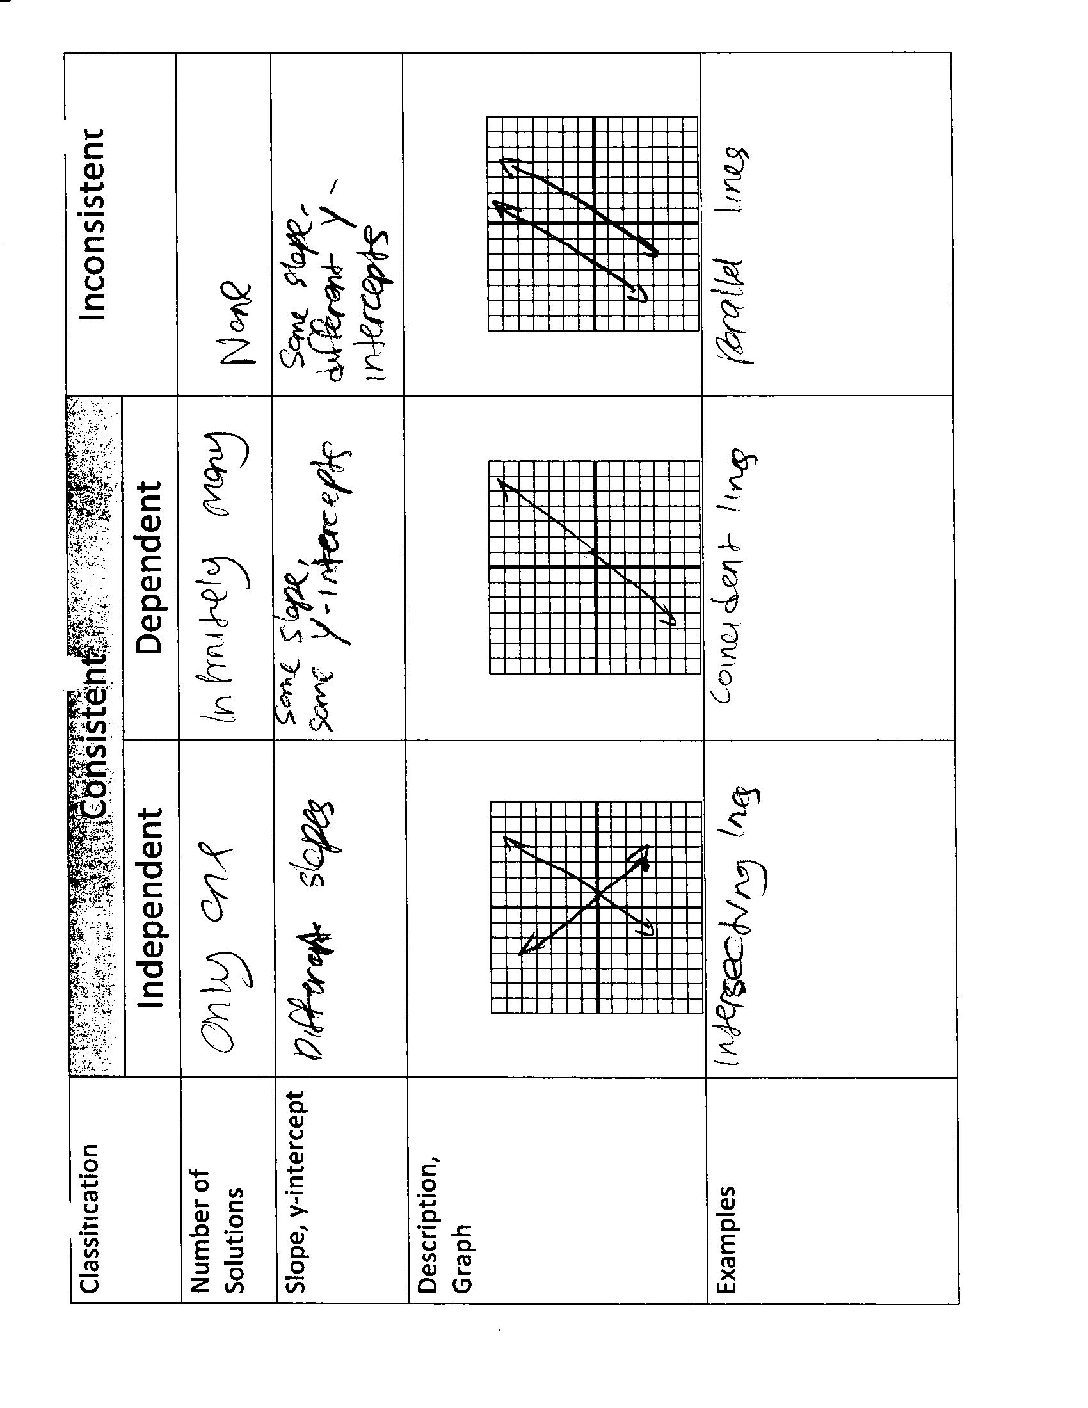 Classification
Consistent
Inconsistent
Independent
Dependent
Number of
Solutions
Only one
Infinitely many
None
Slope, y-intercept
Different slopes
Same slope,
same y-intercepts
Same slope,
different y-
intercepts
Description,
Graph
Examples
Intersecting lines
Coincident lines
Parallel lines